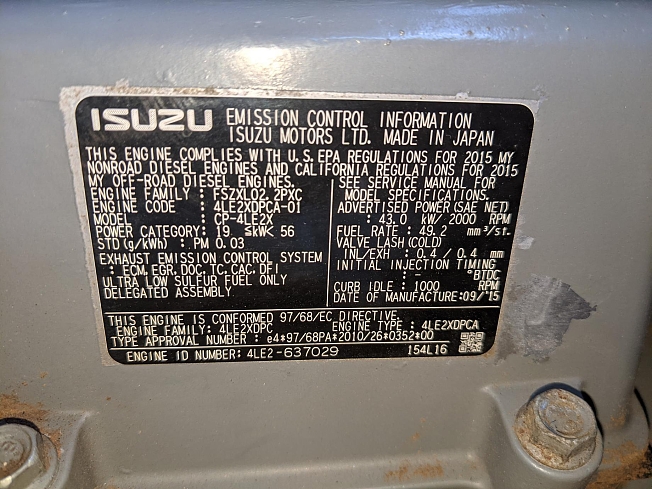 ISUZU EMISSION CONTROL INFORMATION
ISUZU MOTORS LTD. MADE IN JAPAN
THIS ENGINE COMPLIES WITH U.S. EPA REGULATIONS FOR 2015 MY
NONROAD DIESEL ENGINES AND CALIFORNIA REGULATIONS FOR 2015
MY OFF-ROAD DIESEL ENGINES.
ENGINE FAMILY : FSZXL02.2PXC
ENGINE CODE : 4LE2XDPCA-01
MODEL : CP-4LE2X
POWER CATEGORY : 19 ≦kW< 56
STD (g/kWh) : PM 0.03
EXHAUST EMISSION CONTROL SYSTEM
: ECM, EGR, DOC, TC, CAC, DFI
ULTRA LOW SULFUR FUEL ONLY
DELEGATED ASSEMBLY
SEE SERVICE MANUAL FOR
MODEL SPECIFICATIONS.
ADVERTISED POWER(SAE NET)
: 43.0 kW/ 2000 RPM
FUEL RATE : 49.2 mm³/st.
VALVE LASH (COLD)
INL/EXH : 0.4 / 0.4 mm
INITIAL INJECTION TIMING
: - °BTDC
CURB IDLE : 1000 RPM
DATE OF MANUFACTURE:09/'15
THIS ENGINE IS CONFORMED 97/68/EC DIRECTIVE.
ENGINE FAMILY: 4LE2XDPC ENGINE TYPE : 4LE2XDPCA
TYPE APPROVAL NUMBER : e4*97/68PA*2010/26*0352*00
ENGINE ID NUMBER: 4LE2-637029 154L16